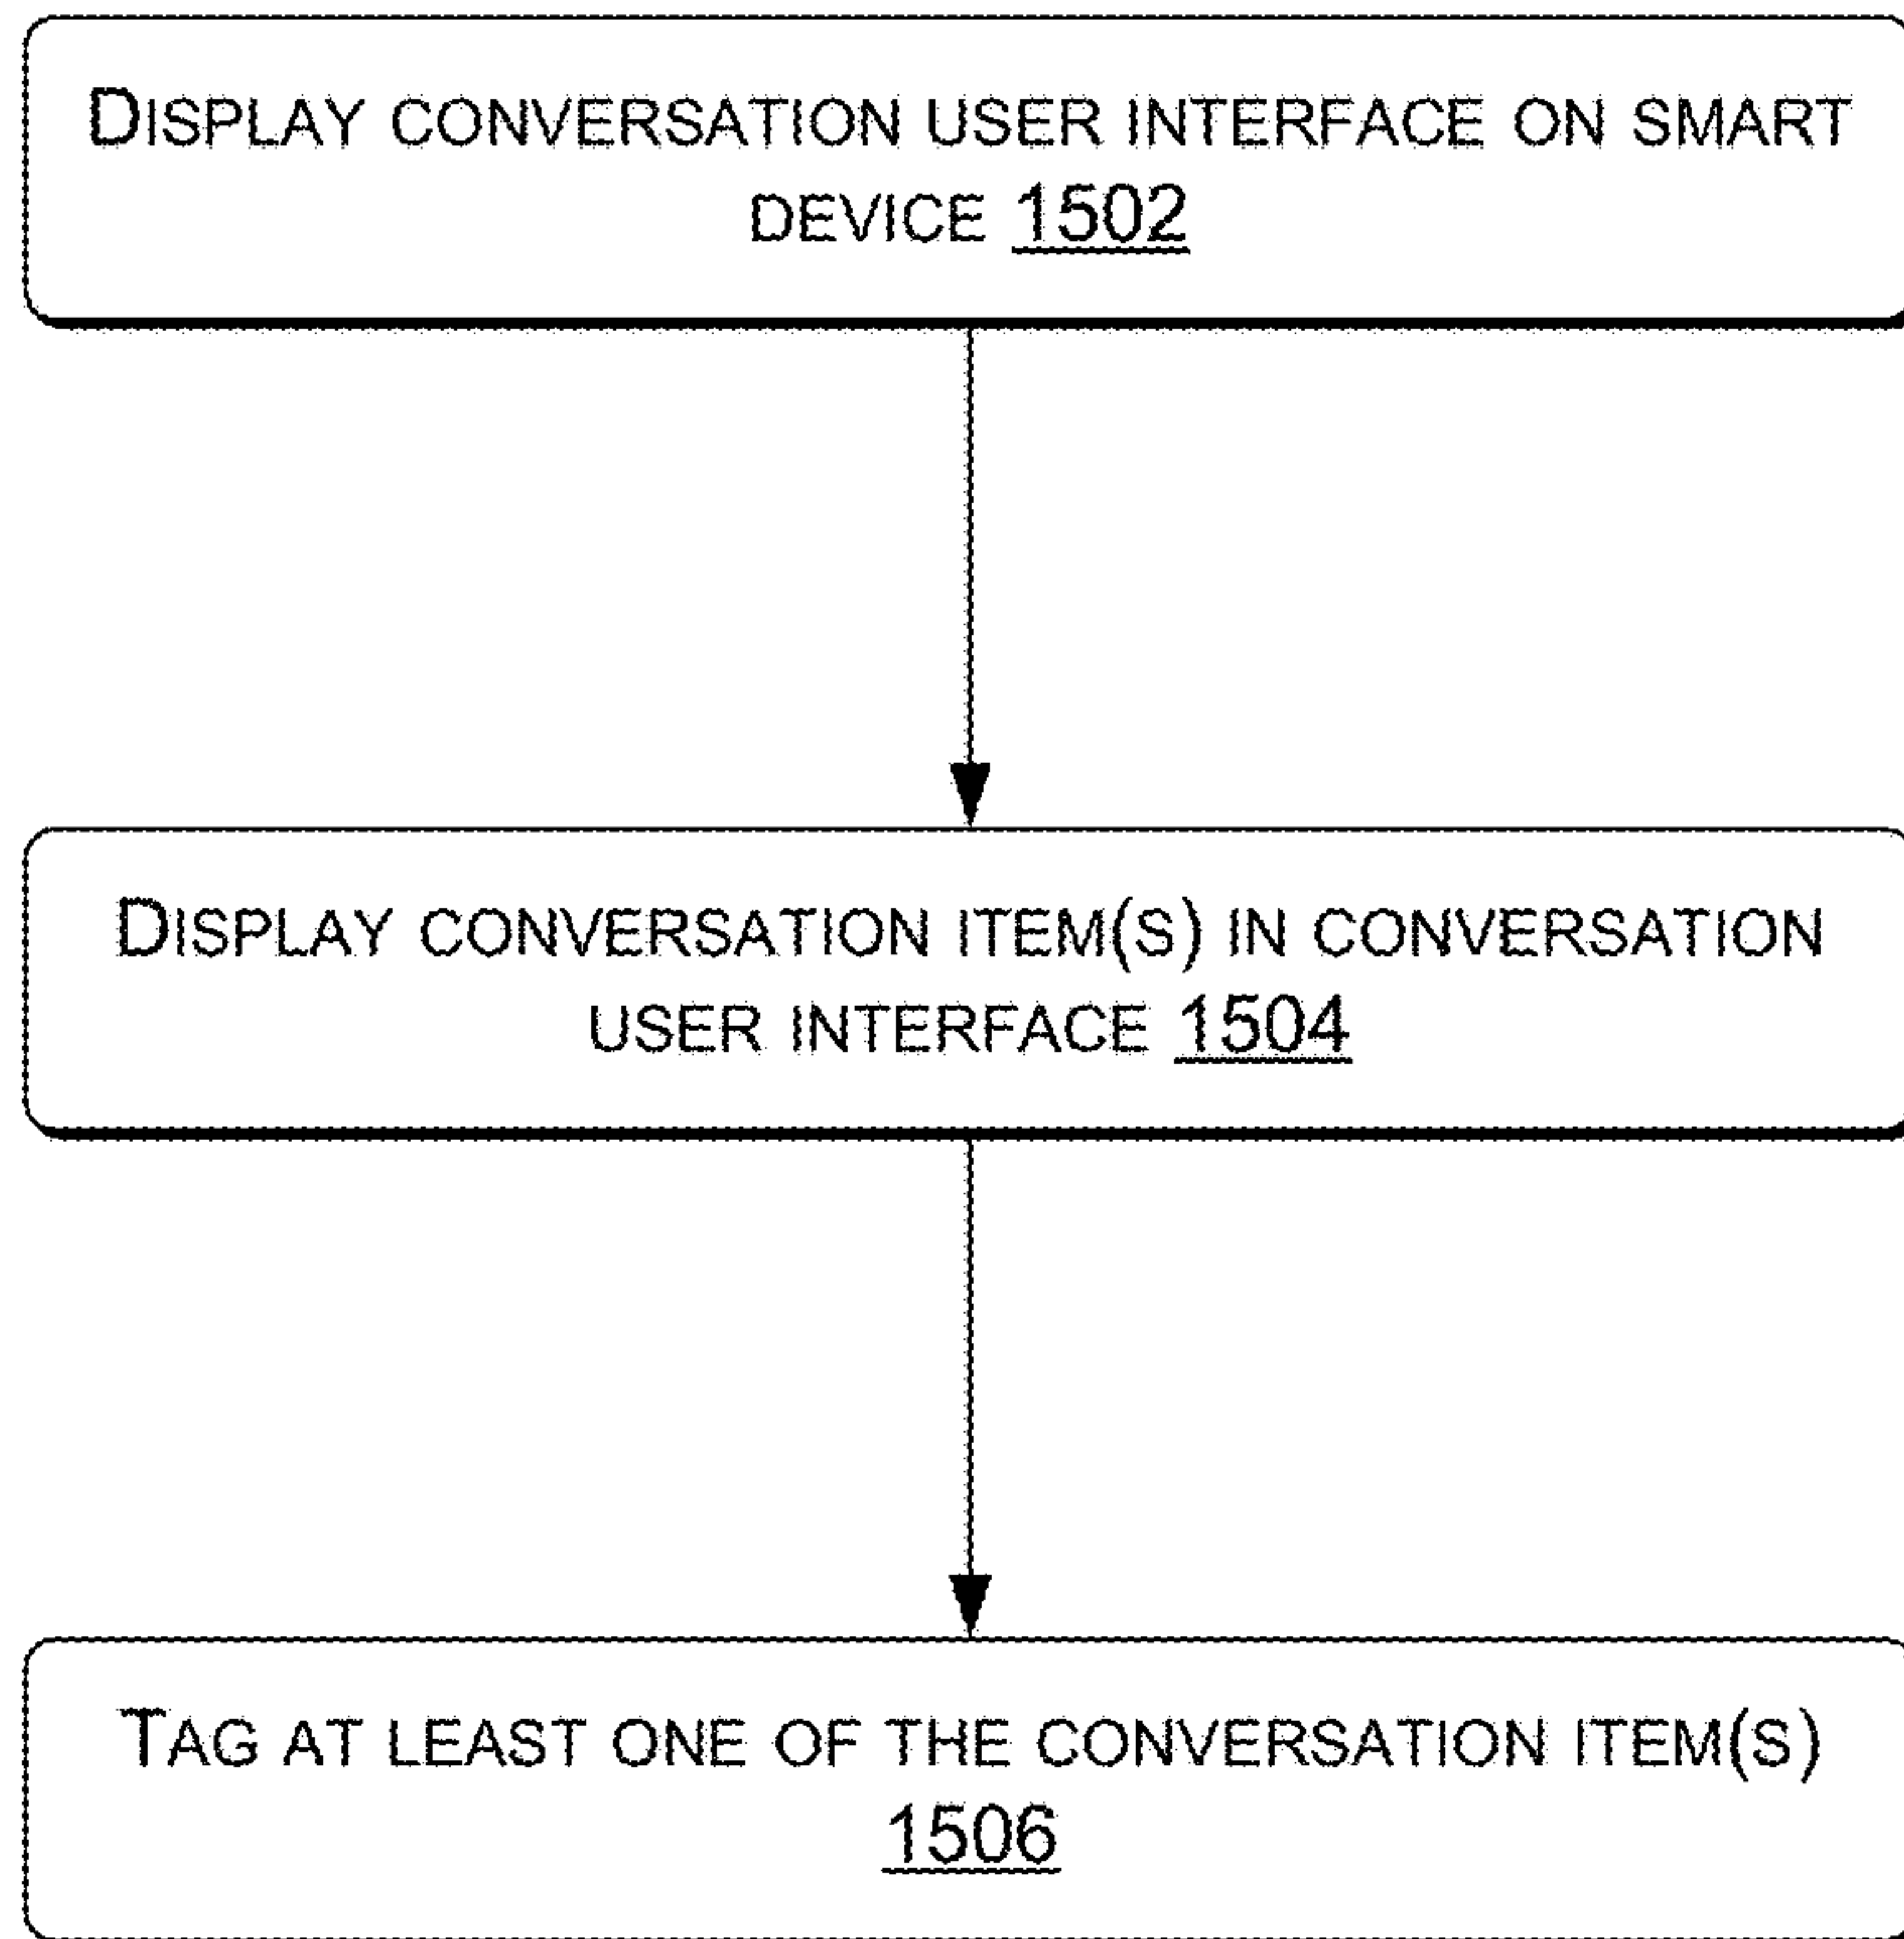 DISPLAY CONVERSATION USER INTERFACE ON SMART
DEVICE 1502
DISPLAY CONVERSATION ITEM(S) IN CONVERSATION
USER INTERFACE 1504
TAG AT LEAST ONE OF THE CONVERSATION ITEM(S)
1506